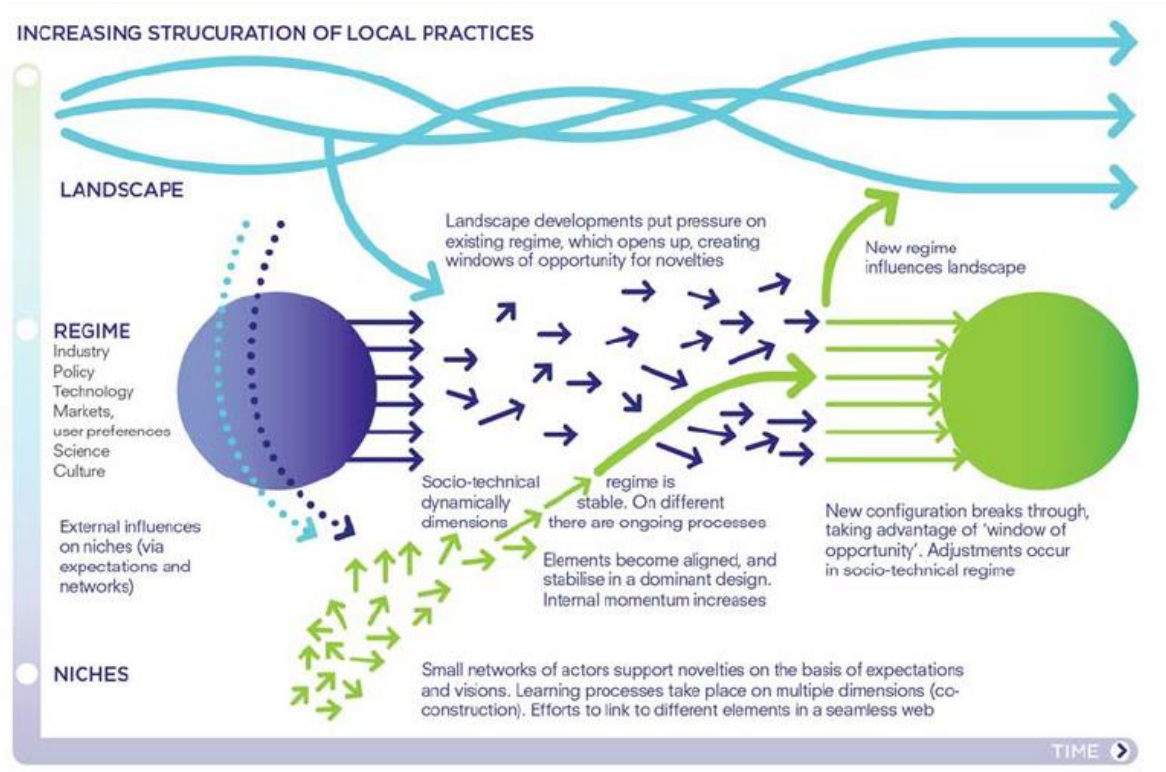 INCREASING STRUCURATION OF LOCAL PRACTICES
LANDSCAPE
Landscape developments put pressure on
existing regime, which opens up, creating
windows of opportunity for novelties
New regime
influences landscape
REGIME
Industry
Policy
Technology
Markets,
user preferences
Science
Culture
External influences
on niches (via
expectations and
networks)
Socio-technical regime is
dynamically stable. On different
dimensions there are ongoing processes
New configuration breaks through,
taking advantage of ‘window of
opportunity’. Adjustments occur
in socio-technical regime
Elements become aligned, and
stabilise in a dominant design.
Internal momentum increases
NICHES
Small networks of actors support novelties on the basis of expectations
and visions. Learning processes take place on multiple dimensions (co-
construction). Efforts to link to different elements in a seamless web
TIME